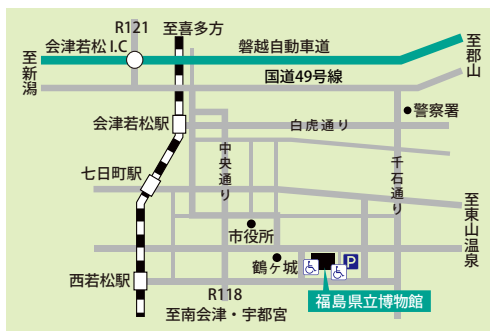 R121
至喜多方
会津若松I.C
磐越自動車道
至郡山
至新潟
国道49号線
警察署
会津若松駅
白虎通り
中央通り
千石通り
七日町駅
至東山温泉
市役所
鶴ヶ城
P
西若松駅
R118
福島県立博物館
至南会津・宇都宮